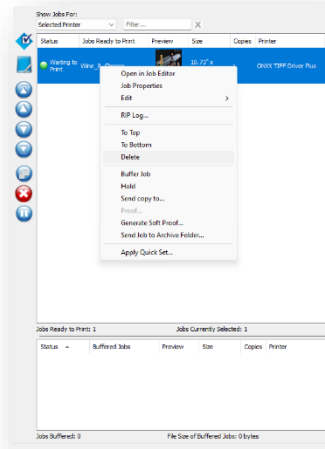 Show Jobs For:
Selected Printer
Filter...
Status Jobs Ready to Print Preview Size Copies Printer
Waiting to Print 10.73" x ONYX TIFF Driver Plus
Open in Job Editor
Job Properties
Edit
RIP Log...
To Top
To Bottom
Delete
Buffer Job
Hold
Send copy to...
Proof...
Generate Soft Proof...
Send Job to Archive Folder...
Apply Quick Set...
Jobs Ready to Print: 1 Jobs Currently Selected: 1
Status Buffered Jobs Preview Size Copies Printer
Jobs Buffered: 0 File Size of Buffered Jobs: 0 bytes